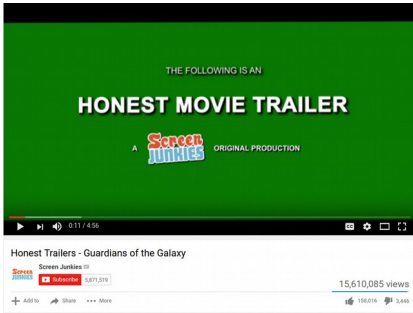 THE FOLLOWING IS AN
HONEST MOVIE TRAILER
A Screen JUNKIES ORIGINAL PRODUCTION
0:11 / 4:56
Honest Trailers - Guardians of the Galaxy
Screen JUNKIES
Screen Junkies
Subscribe 5,871,519
15,610,085 views
Add to Share More
158,016 3,446